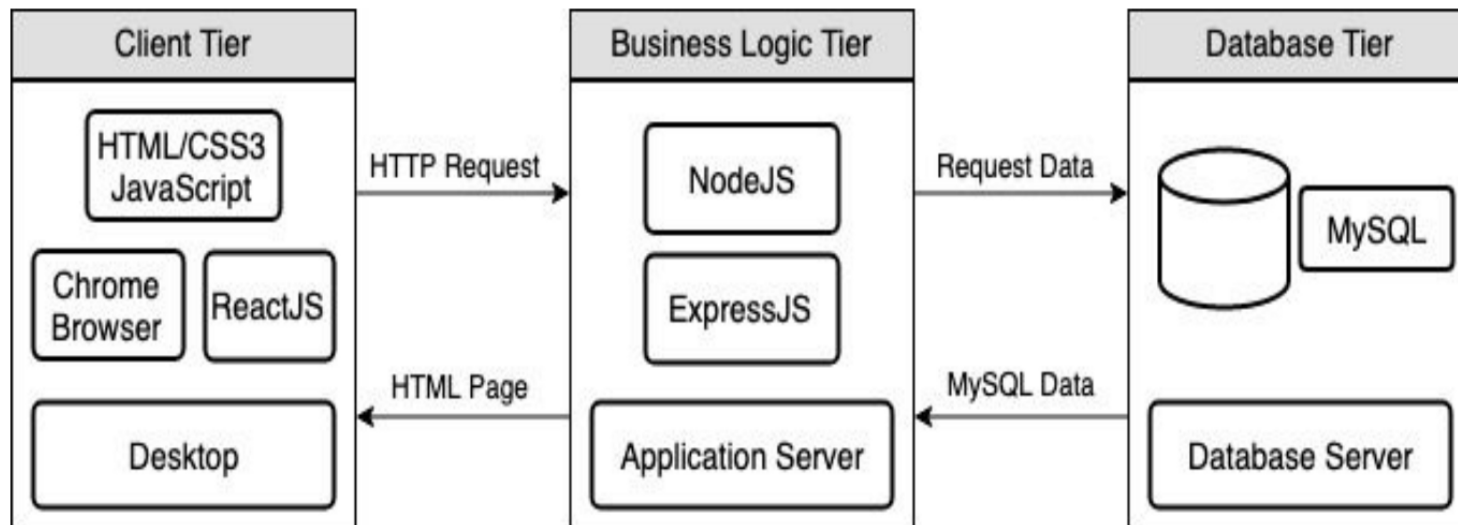 Client Tier
HTML/CSS3
JavaScript
Chrome
Browser
ReactJS
Desktop
HTTP Request
HTML Page
Business Logic Tier
NodeJS
ExpressJS
Application Server
Request Data
MySQL Data
Database Tier
MySQL
Database Server